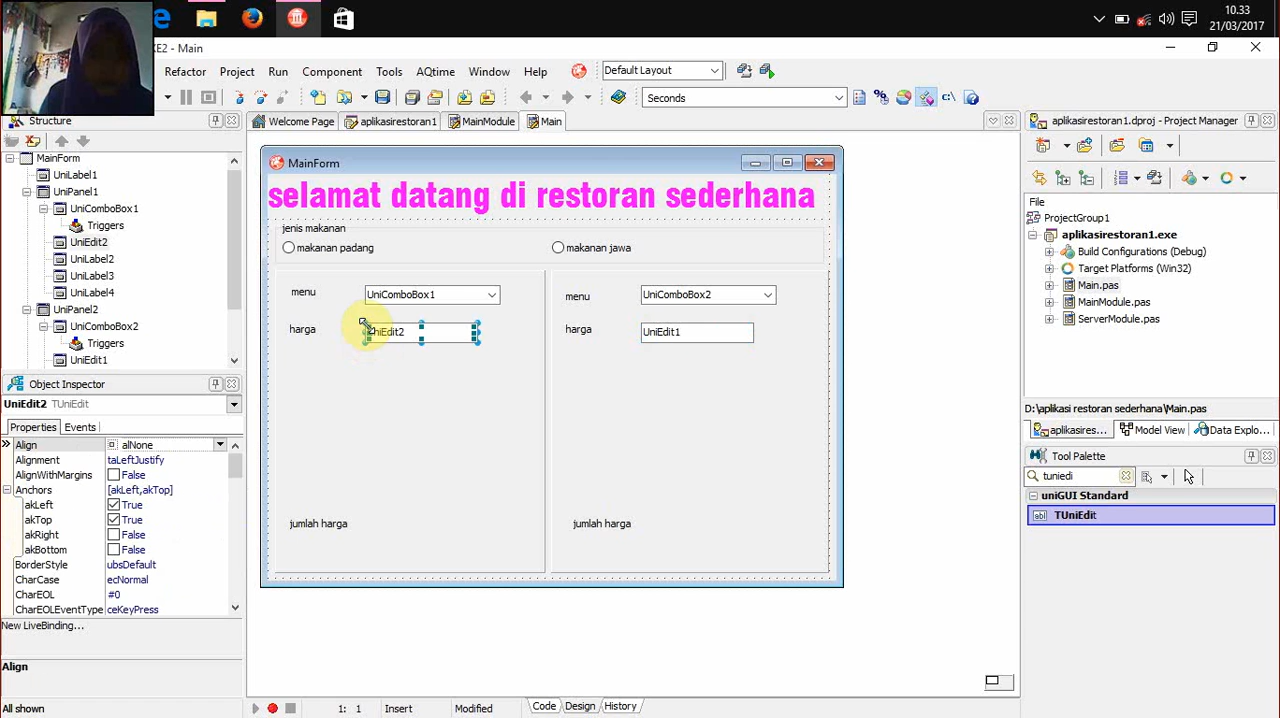 10.33
21/03/2017
XE2 - Main
Refactor Project Run Component Tools AQtime Window Help Default Layout
Seconds
Structure
Welcome Page aplikasirestoran1 MainModule Main
aplikasirestoran1.dproj - Project Manager
MainForm
UniLabel1
UniPanel1
UniComboBox1
Triggers
UniEdit2
UniLabel2
UniLabel3
UniLabel4
UniPanel2
UniComboBox2
Triggers
UniEdit1
MainForm
selamat datang di restoran sederhana
jenis makanan
makanan padang makanan jawa
menu UniComboBox1 menu UniComboBox2
harga UniEdit2 harga UniEdit1
jumlah harga jumlah harga
File
ProjectGroup1
aplikasirestoran1.exe
Build Configurations (Debug)
Target Platforms (Win32)
Main.pas
MainModule.pas
ServerModule.pas
D:\aplikasi restoran sederhana\Main.pas
aplikasires... Model View Data Explo...
Tool Palette
tuniedi
uniGUI Standard
TUniEdit
Object Inspector
UniEdit2 TUniEdit
Properties Events
Align alNone
Alignment taLeftJustify
AlignWithMargins False
Anchors [akLeft,akTop]
akLeft True
akTop True
akRight False
akBottom False
BorderStyle ubsDefault
CharCase ecNormal
CharEOL #0
CharEOLEventType ceKeyPress
New LiveBinding...
Align
All shown
1: 1 Insert Modified Code Design History